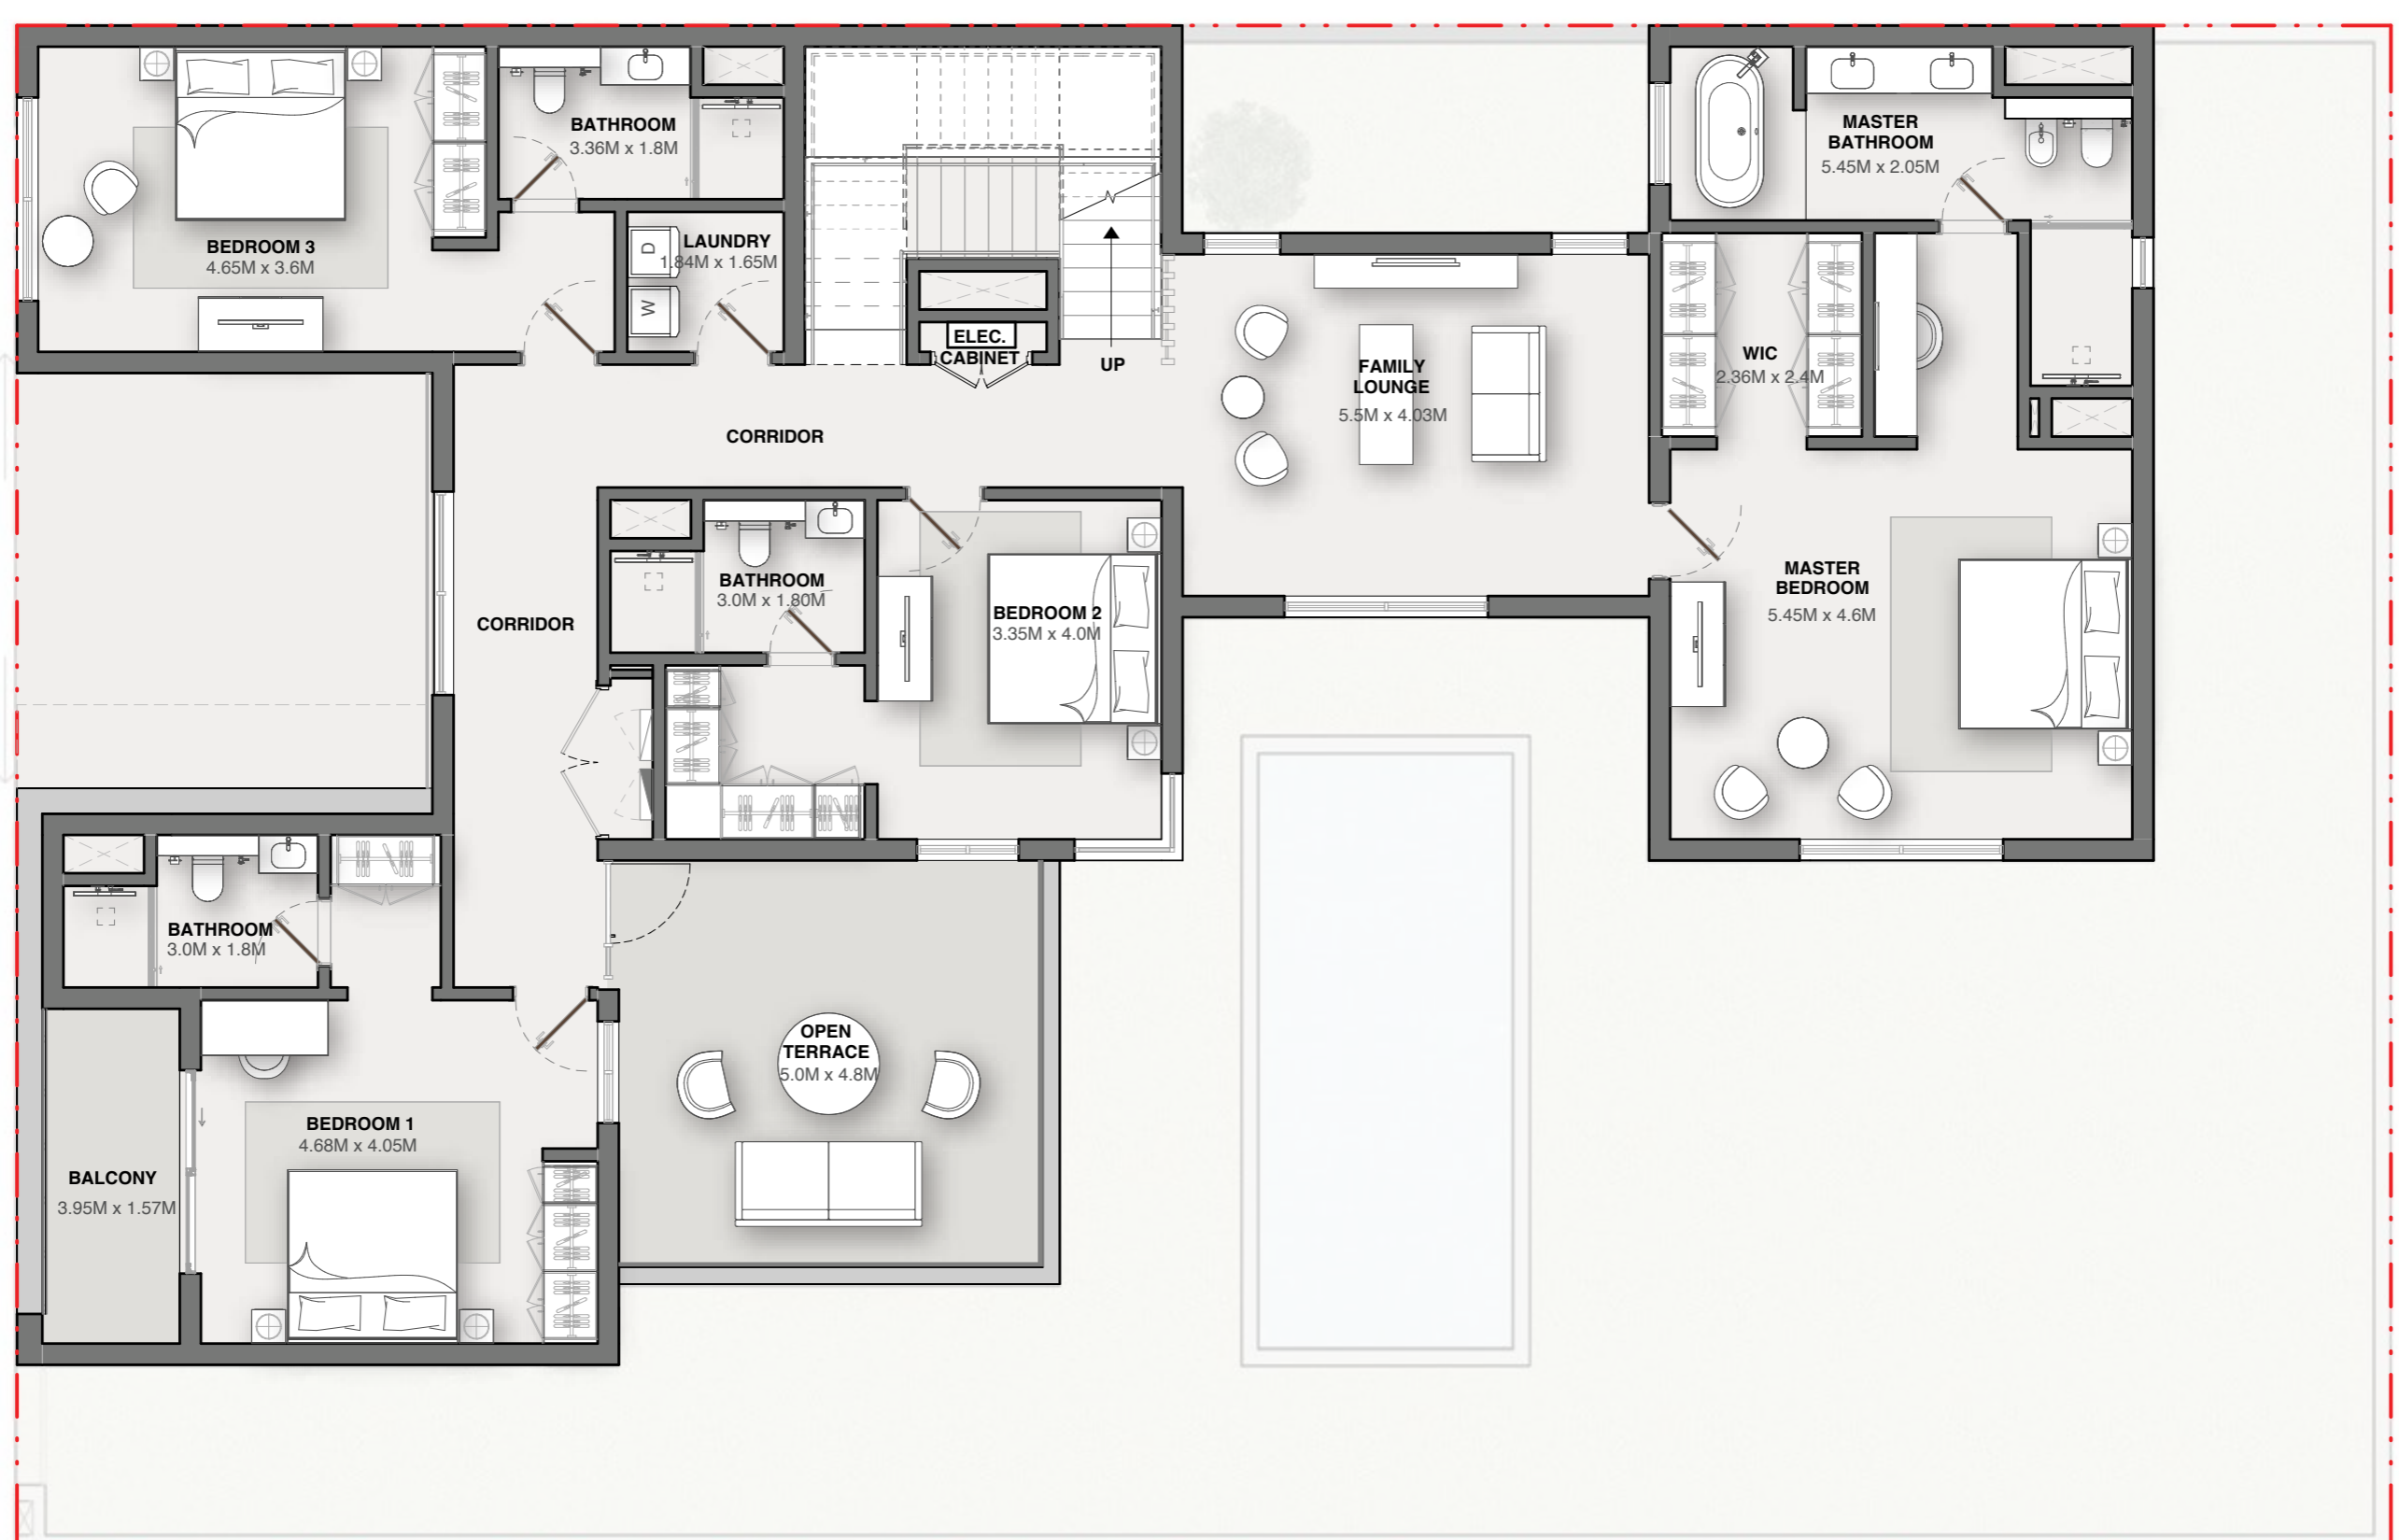 BATHROOM
3.36M x 1.8M
MASTER
BATHROOM
5.45M x 2.05M
BEDROOM 3
4.65M x 3.6M
D
LAUNDRY
1.84M x 1.65M
W
ELEC.
CABINET
UP
FAMILY
LOUNGE
5.5M x 4.03M
WIC
2.36M x 2.4M
CORRIDOR
BATHROOM
3.0M x 1.80M
BEDROOM 2
3.35M x 4.0M
MASTER
BEDROOM
5.45M x 4.6M
CORRIDOR
BATHROOM
3.0M x 1.8M
OPEN
TERRACE
5.0M x 4.8M
BEDROOM 1
4.68M x 4.05M
BALCONY
3.95M x 1.57M